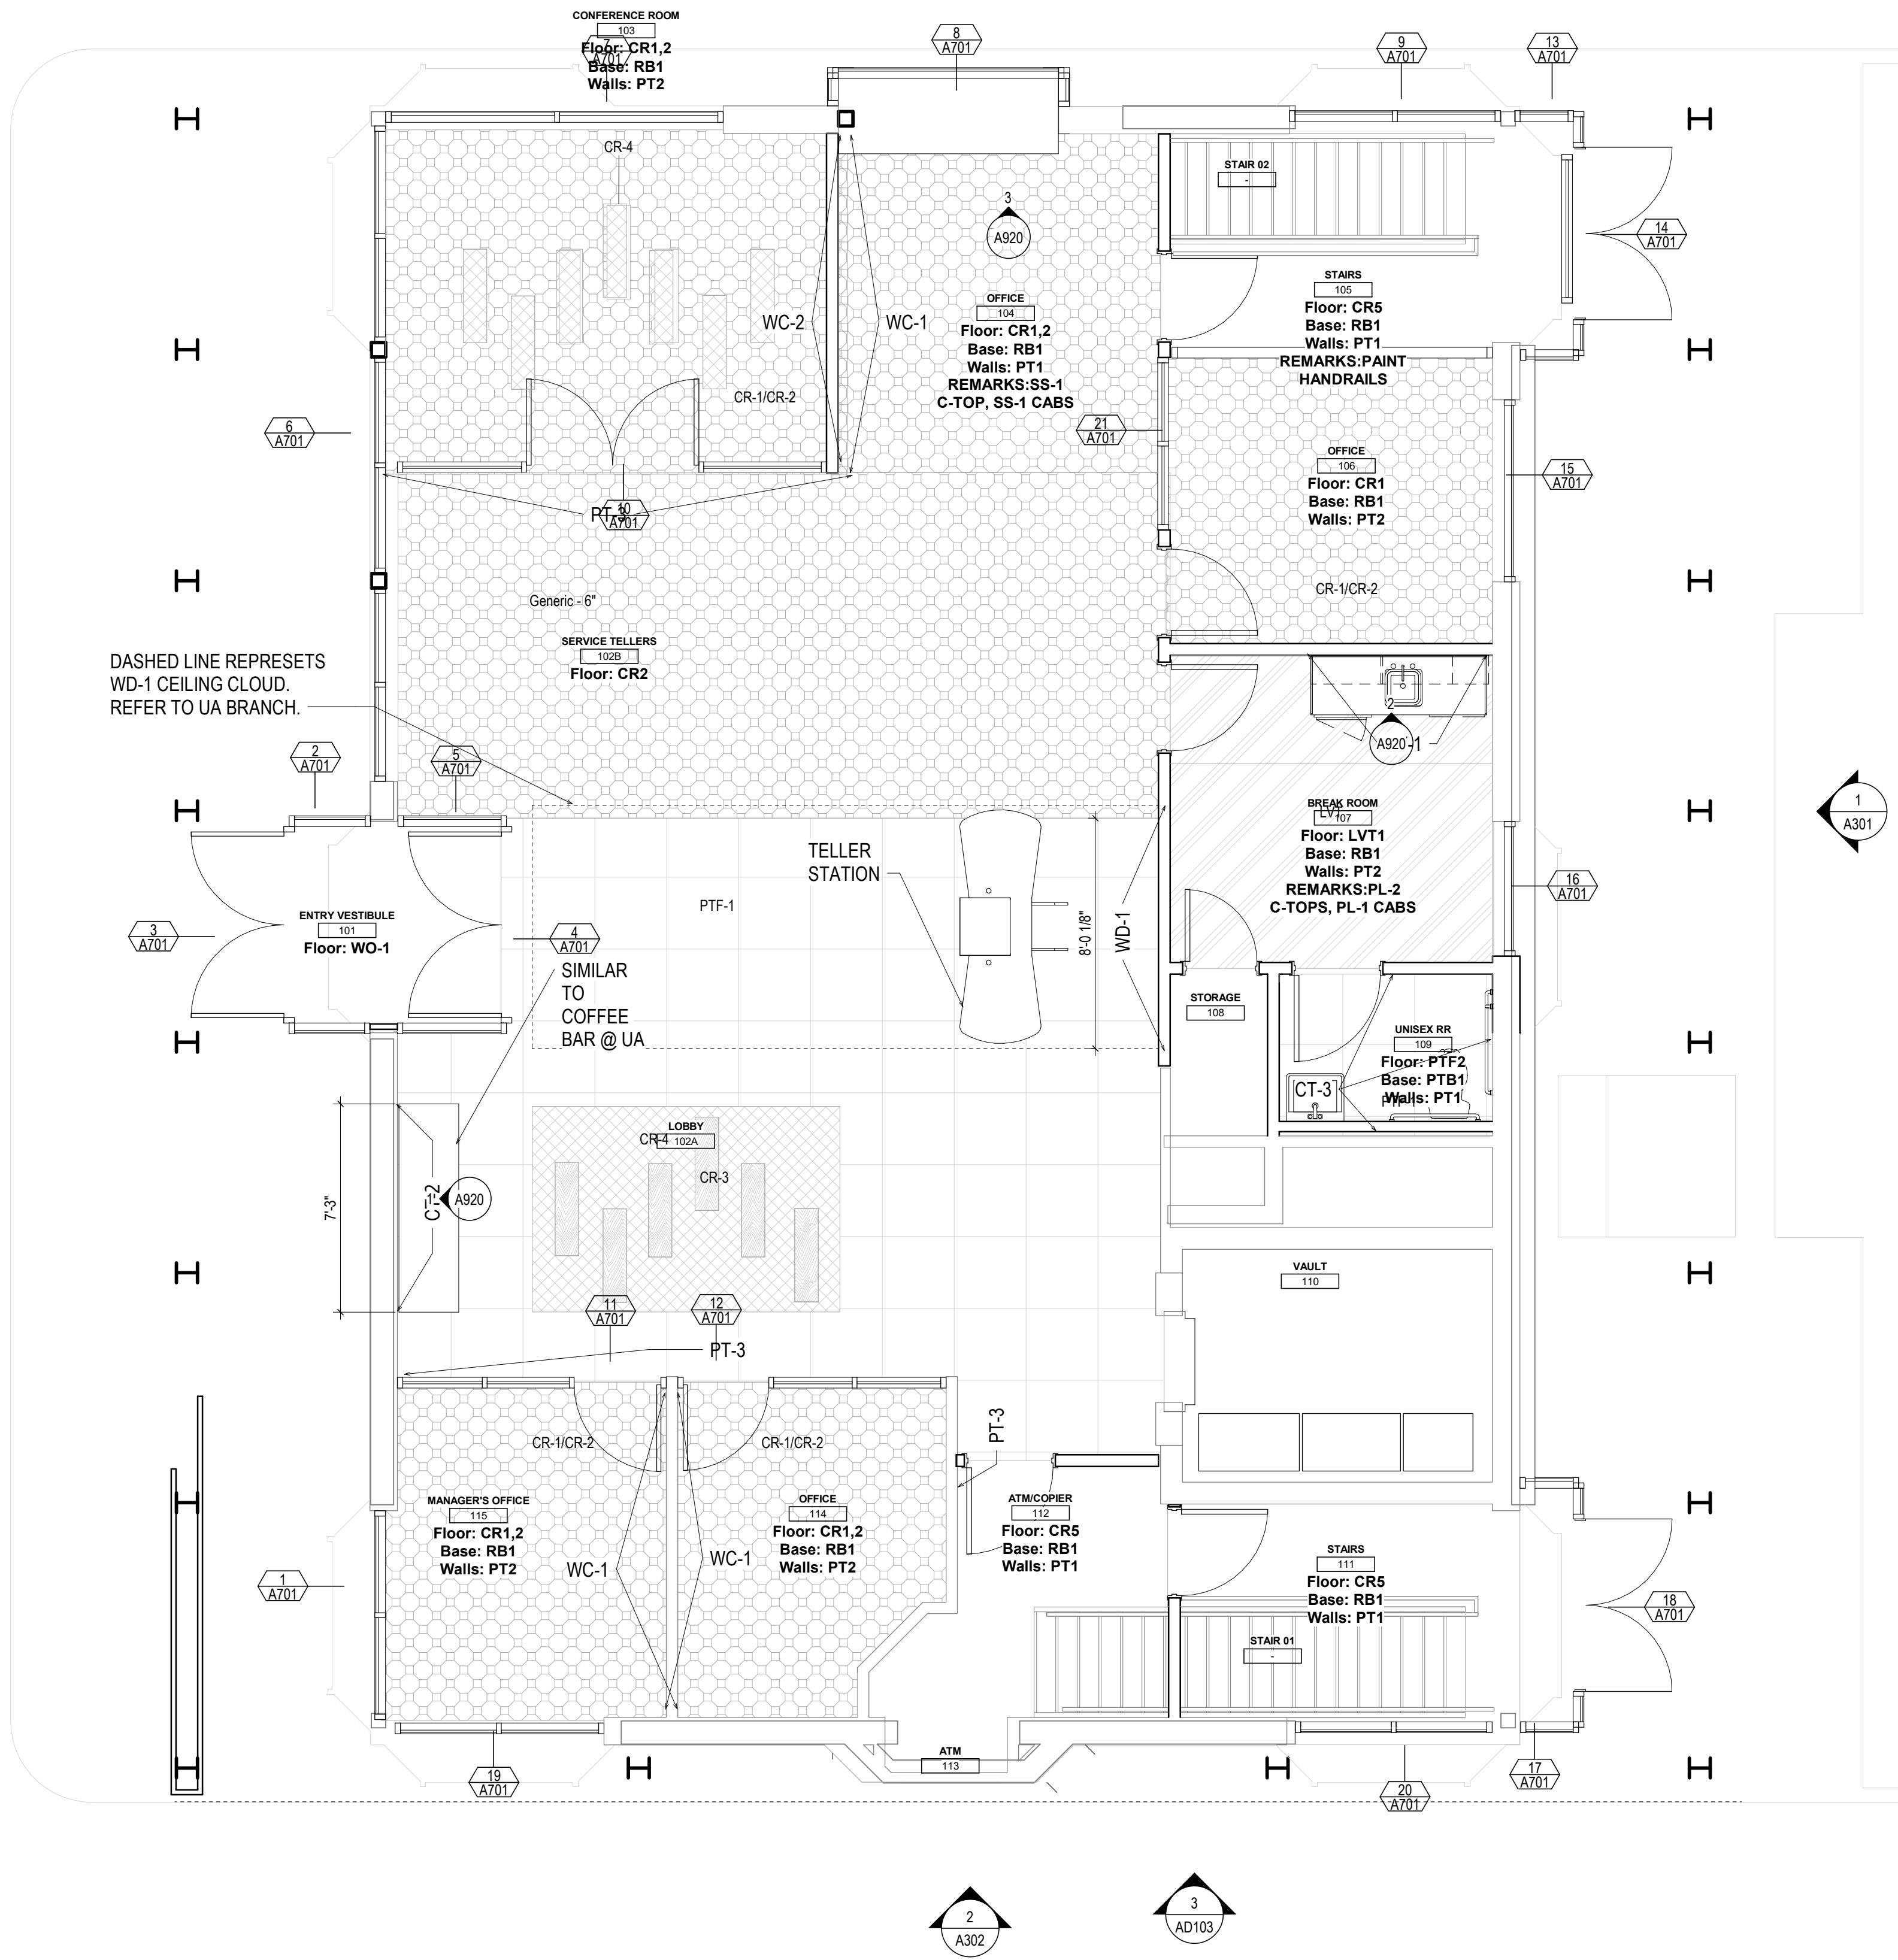 CONFERENCE ROOM
103
Floor: CR1,2
Base: RB1
Walls: PT2
7
A701
8
A701
9
A701
13
A701
CR-4
STAIR 02
-
3
A920
14
A701
WC-2
WC-1
OFFICE
104
Floor: CR1,2
Base: RB1
Walls: PT1
REMARKS:SS-1
C-TOP, SS-1 CABS
STAIRS
105
Floor: CR5
Base: RB1
Walls: PT1
REMARKS:PAINT
HANDRAILS
CR-1/CR-2
6
A701
21
A701
OFFICE
106
Floor: CR1
Base: RB1
Walls: PT2
15
A701
PT-3
10
A701
CR-1/CR-2
Generic - 6"
SERVICE TELLERS
102B
Floor: CR2
DASHED LINE REPRESETS
WD-1 CEILING CLOUD.
REFER TO UA BRANCH.
2
A701
5
A701
2
A920
-1
BREAK ROOM
107
Floor: LVT1
Base: RB1
Walls: PT2
REMARKS:PL-2
C-TOPS, PL-1 CABS
1
A301
TELLER
STATION
16
A701
PTF-1
8'-0 1/8"
WD-1
ENTRY VESTIBULE
101
Floor: WO-1
3
A701
4
A701
SIMILAR
TO
COFFEE
BAR @ UA
STORAGE
108
UNISEX RR
109
Floor: PTF2
Base: PTB1
Walls: PT1
CT-3
LOBBY
102A
CR-4
CR-3
7'-3"
CT-2
1
A920
VAULT
110
11
A701
12
A701
PT-3
PT-3
CR-1/CR-2
CR-1/CR-2
MANAGER'S OFFICE
115
Floor: CR1,2
Base: RB1
Walls: PT2
OFFICE
114
Floor: CR1,2
Base: RB1
Walls: PT2
ATM/COPIER
112
Floor: CR5
Base: RB1
Walls: PT1
WC-1
WC-1
STAIRS
111
Floor: CR5
Base: RB1
Walls: PT1
1
A701
18
A701
STAIR 01
-
ATM
113
19
A701
20
A701
17
A701
2
A302
3
AD103